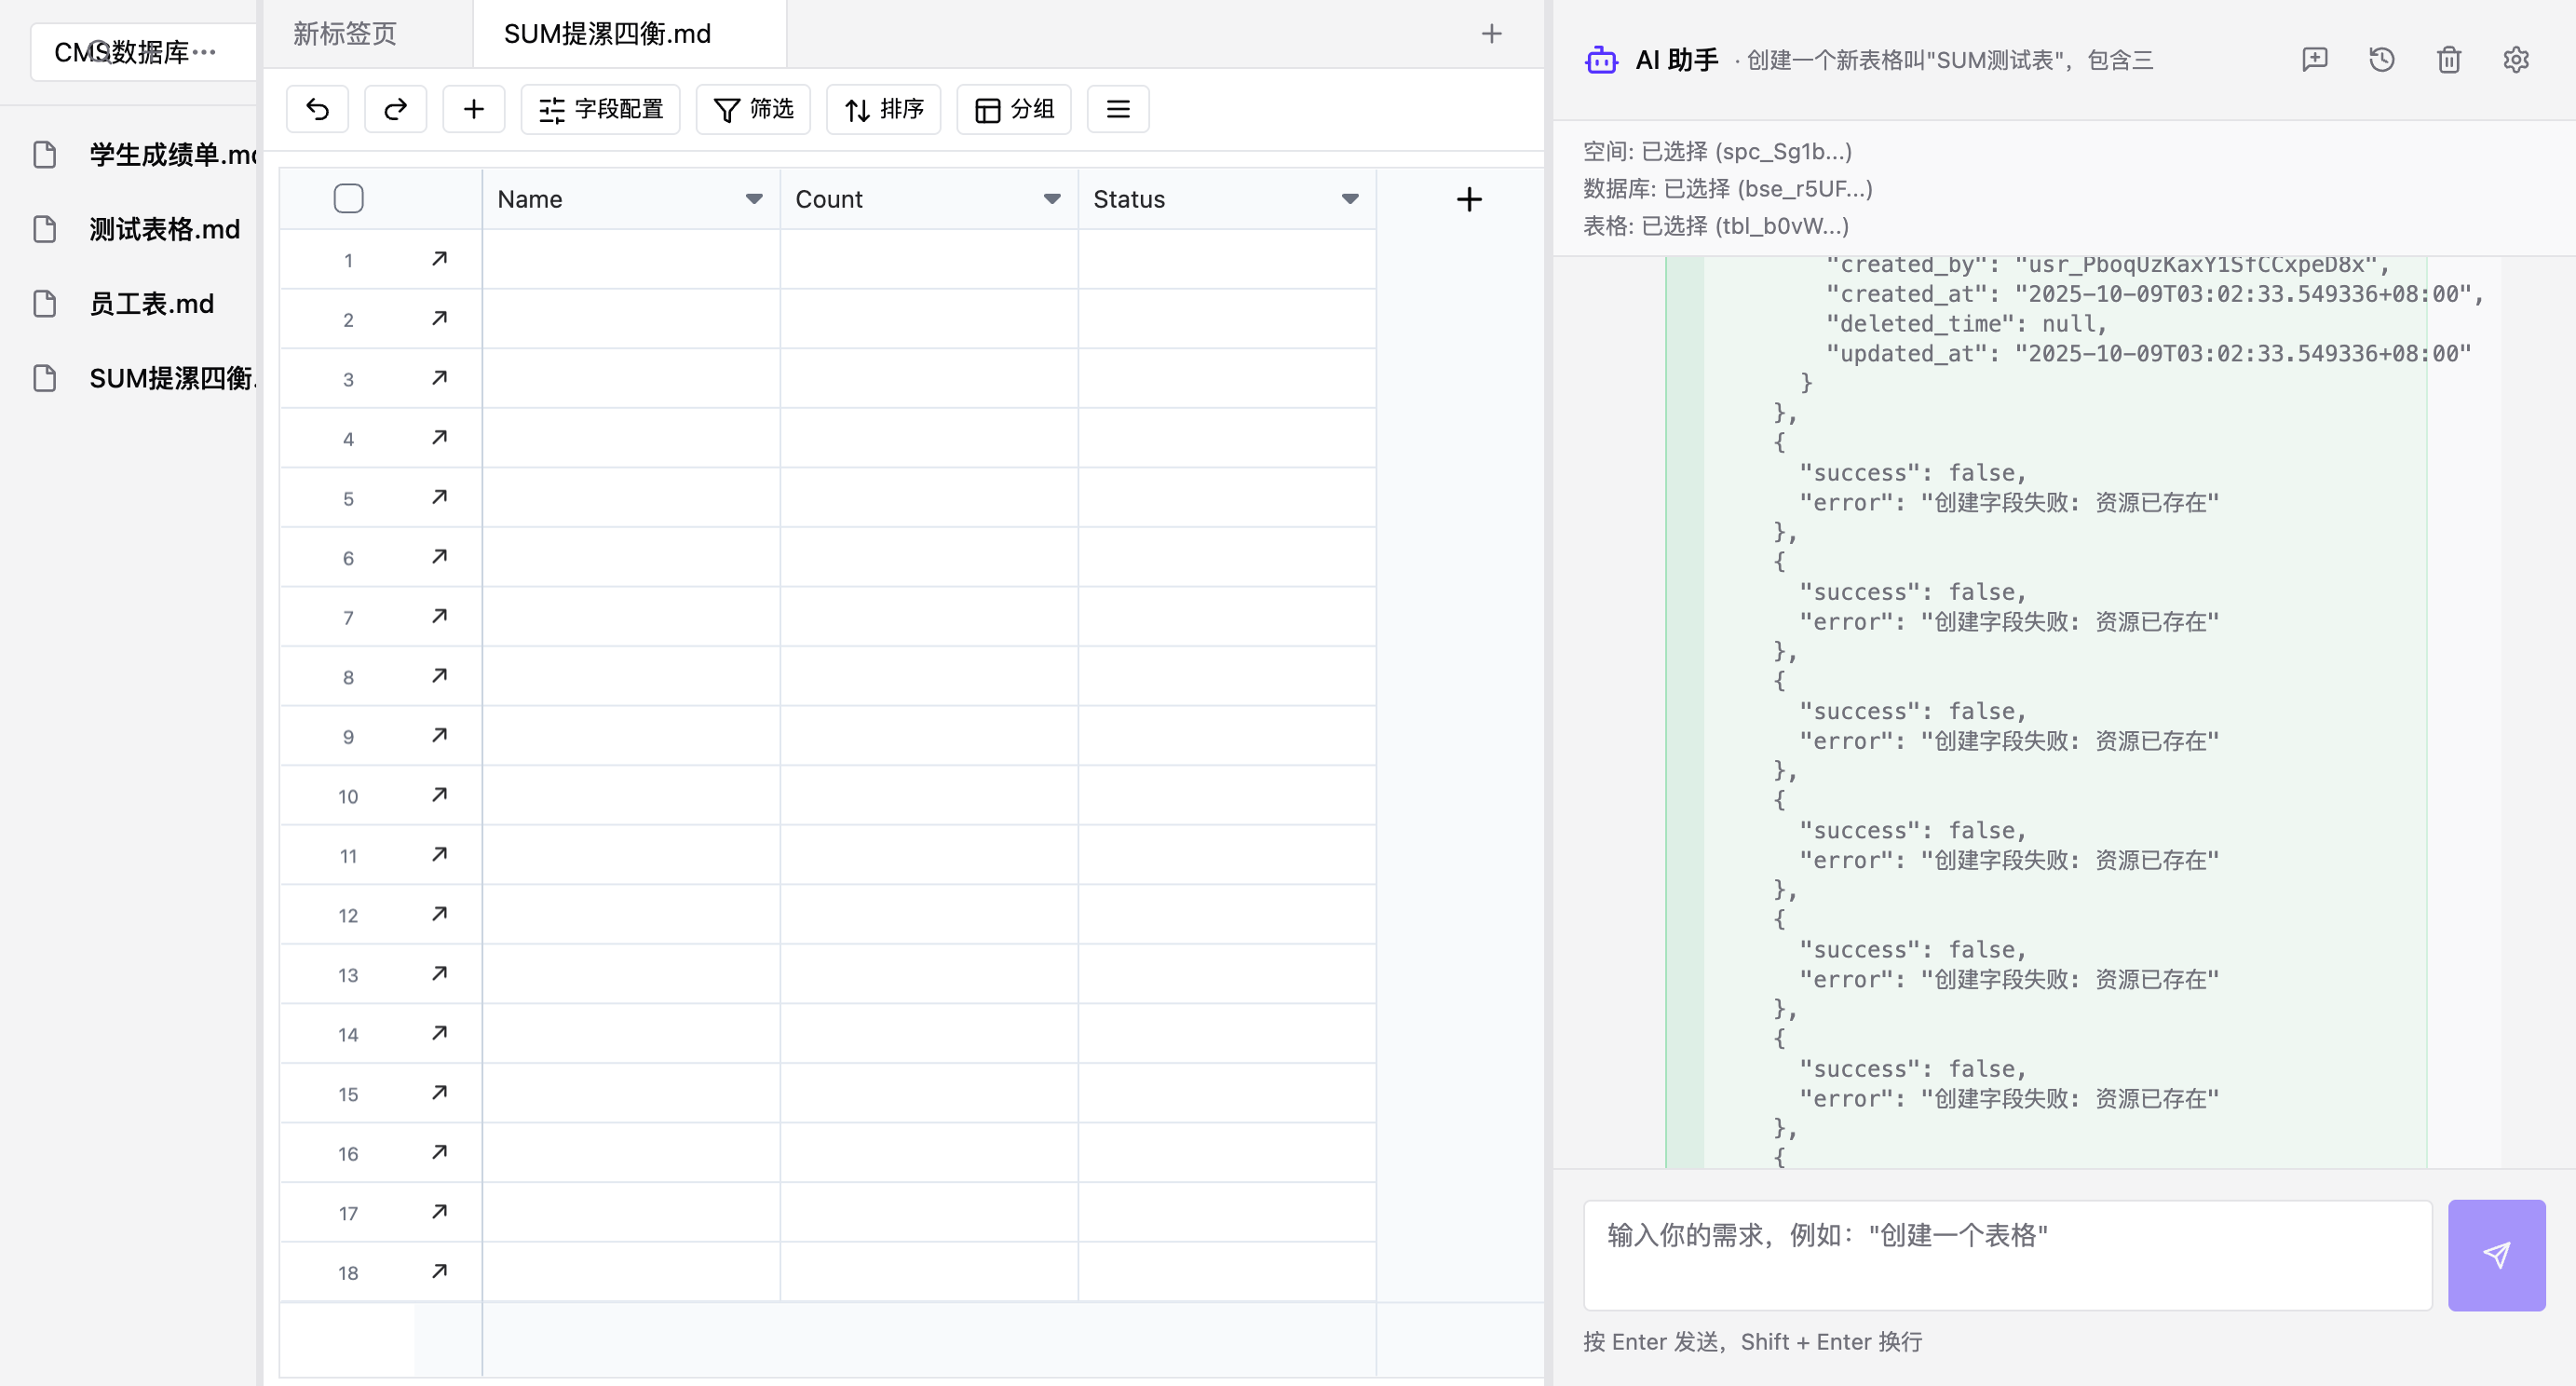 CMS数据库
学生成绩单.md
测试表格.md
员工表.md
SUM提漯四衡.
新标签页
SUM提漯四衡.md
字段配置
筛选
排序
分组
Name
Count
Status
1
2
3
4
5
6
7
8
9
10
11
12
13
14
15
16
17
18
AI 助手 · 创建一个新表格叫"SUM测试表"，包含三
空间: 已选择 (spc_Sg1b...)
数据库: 已选择 (bse_r5UF...)
表格: 已选择 (tbl_b0vW...)
"created_by": "usr_PboqUzKaxY1SfCCxpeD8x",
"created_at": "2025-10-09T03:02:33.549336+08:00",
"deleted_time": null,
"updated_at": "2025-10-09T03:02:33.549336+08:00"
}
},
{
"success": false,
"error": "创建字段失败: 资源已存在"
},
{
"success": false,
"error": "创建字段失败: 资源已存在"
},
{
"success": false,
"error": "创建字段失败: 资源已存在"
},
{
"success": false,
"error": "创建字段失败: 资源已存在"
},
{
"success": false,
"error": "创建字段失败: 资源已存在"
},
{
"success": false,
"error": "创建字段失败: 资源已存在"
},
{
输入你的需求，例如："创建一个表格"
按 Enter 发送，Shift + Enter 换行